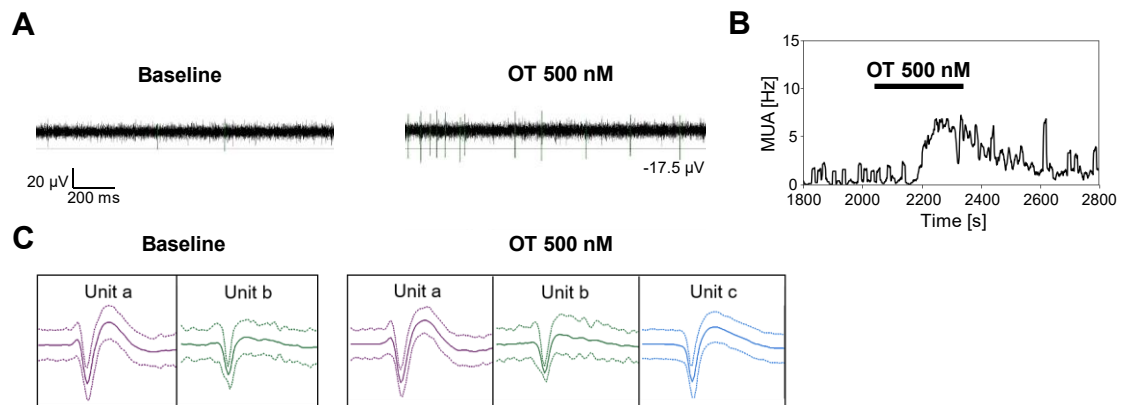 A
Baseline
OT 500 nM
20 µV
200 ms
-17.5 µV
B
15
10
5
0
MUA [Hz]
OT 500 nM
1800 2000 2200 2400 2600 2800
Time [s]
C
Baseline
OT 500 nM
Unit a
Unit b
Unit a
Unit b
Unit c